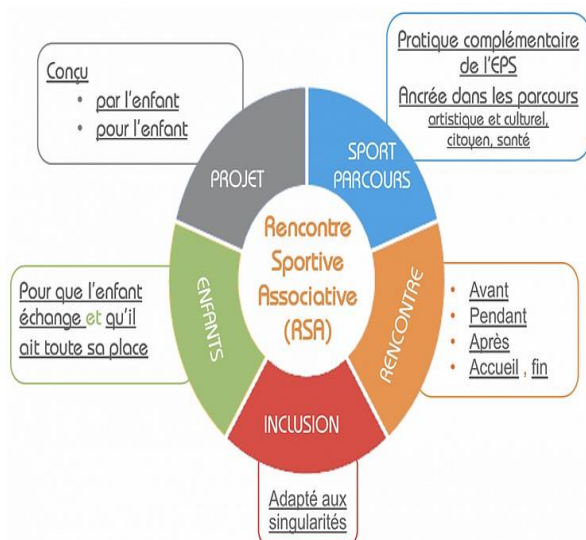 Conçu
• par l'enfant
• pour l'enfant
Pratique complémentaire
de l'EPS
Ancrée dans les parcours
artistique et culturel,
citoyen, santé
PROJET
SPORT
PARCOURS
Rencontre
Sportive
Associative
(RSA)
ENFANTS
RENCONTRE
INCLUSION
Pour que l'enfant
échange et qu'il
ait toute sa place
• Avant
• Pendant
• Après
• Accueil , fin
Adapté aux
singularités